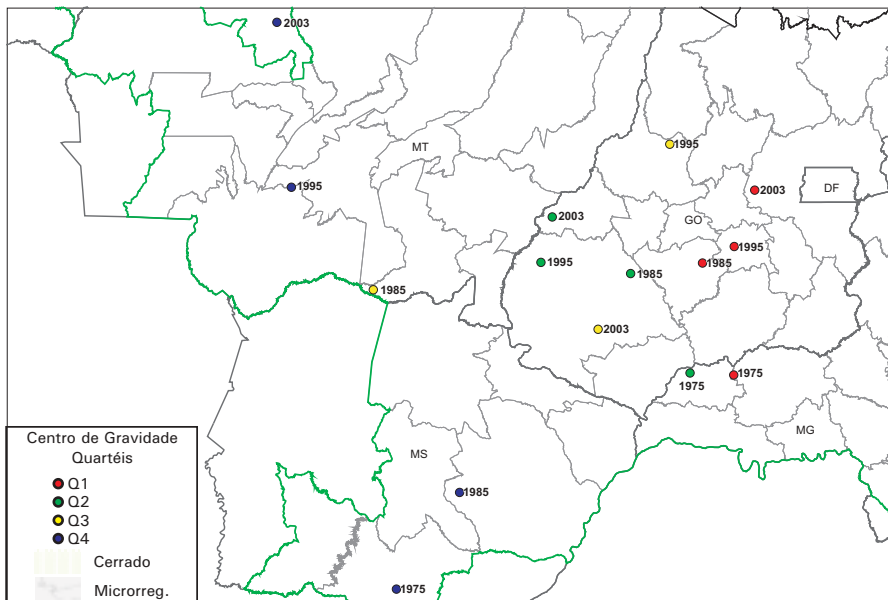 2003
MT
1995
1995
2003
DF
2003
GO
1995
1995
1985
1985
1985
2003
1975
1975
MG
MS
1985
1975
Centro de Gravidade
Quartéis
Q1
Q2
Q3
Q4
Cerrado
Microrreg.